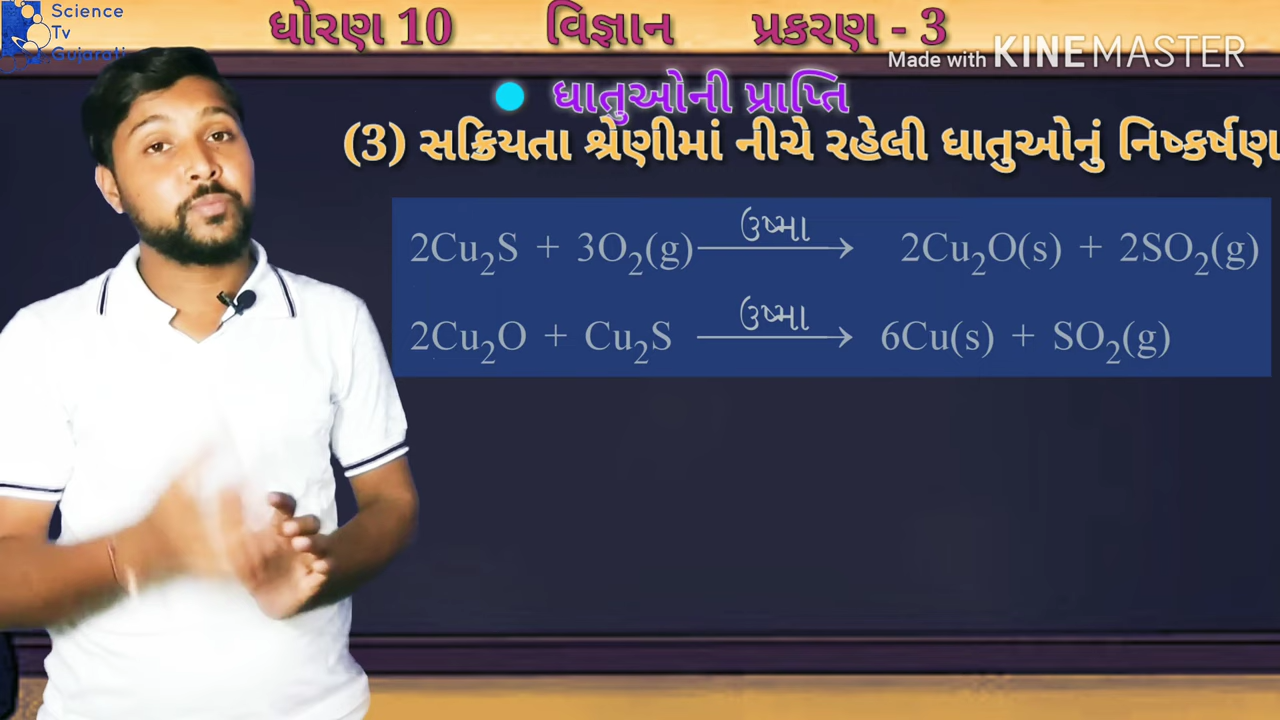 Science
Tv
Gujarati
ધોરણ 10 વિજ્ઞાન પ્રકરણ - 3
Made with KINEMASTER
ધાતુઓની પ્રાપ્તિ
(3) સક્રિયતા શ્રેણીમાં નીચે રહેલી ધાતુઓનું નિષ્કર્ષણ
2Cu₂S + 3O₂(g) ઉષ્મા → 2Cu₂O(s) + 2SO₂(g)
2Cu₂O + Cu₂S ઉષ્મા → 6Cu(s) + SO₂(g)